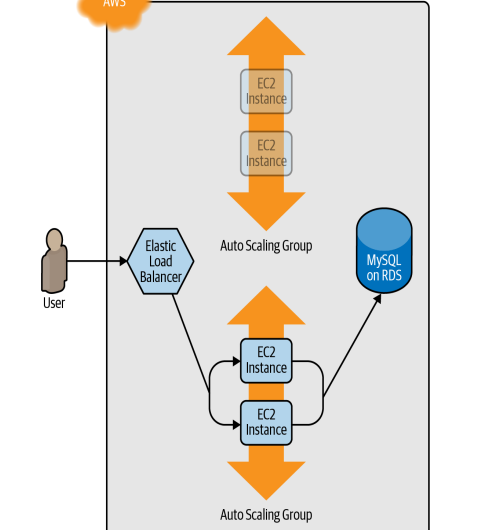 AWS
EC2
Instance
EC2
Instance
Auto Scaling Group
Elastic
Load
Balancer
MySQL
on RDS
User
EC2
Instance
EC2
Instance
Auto Scaling Group